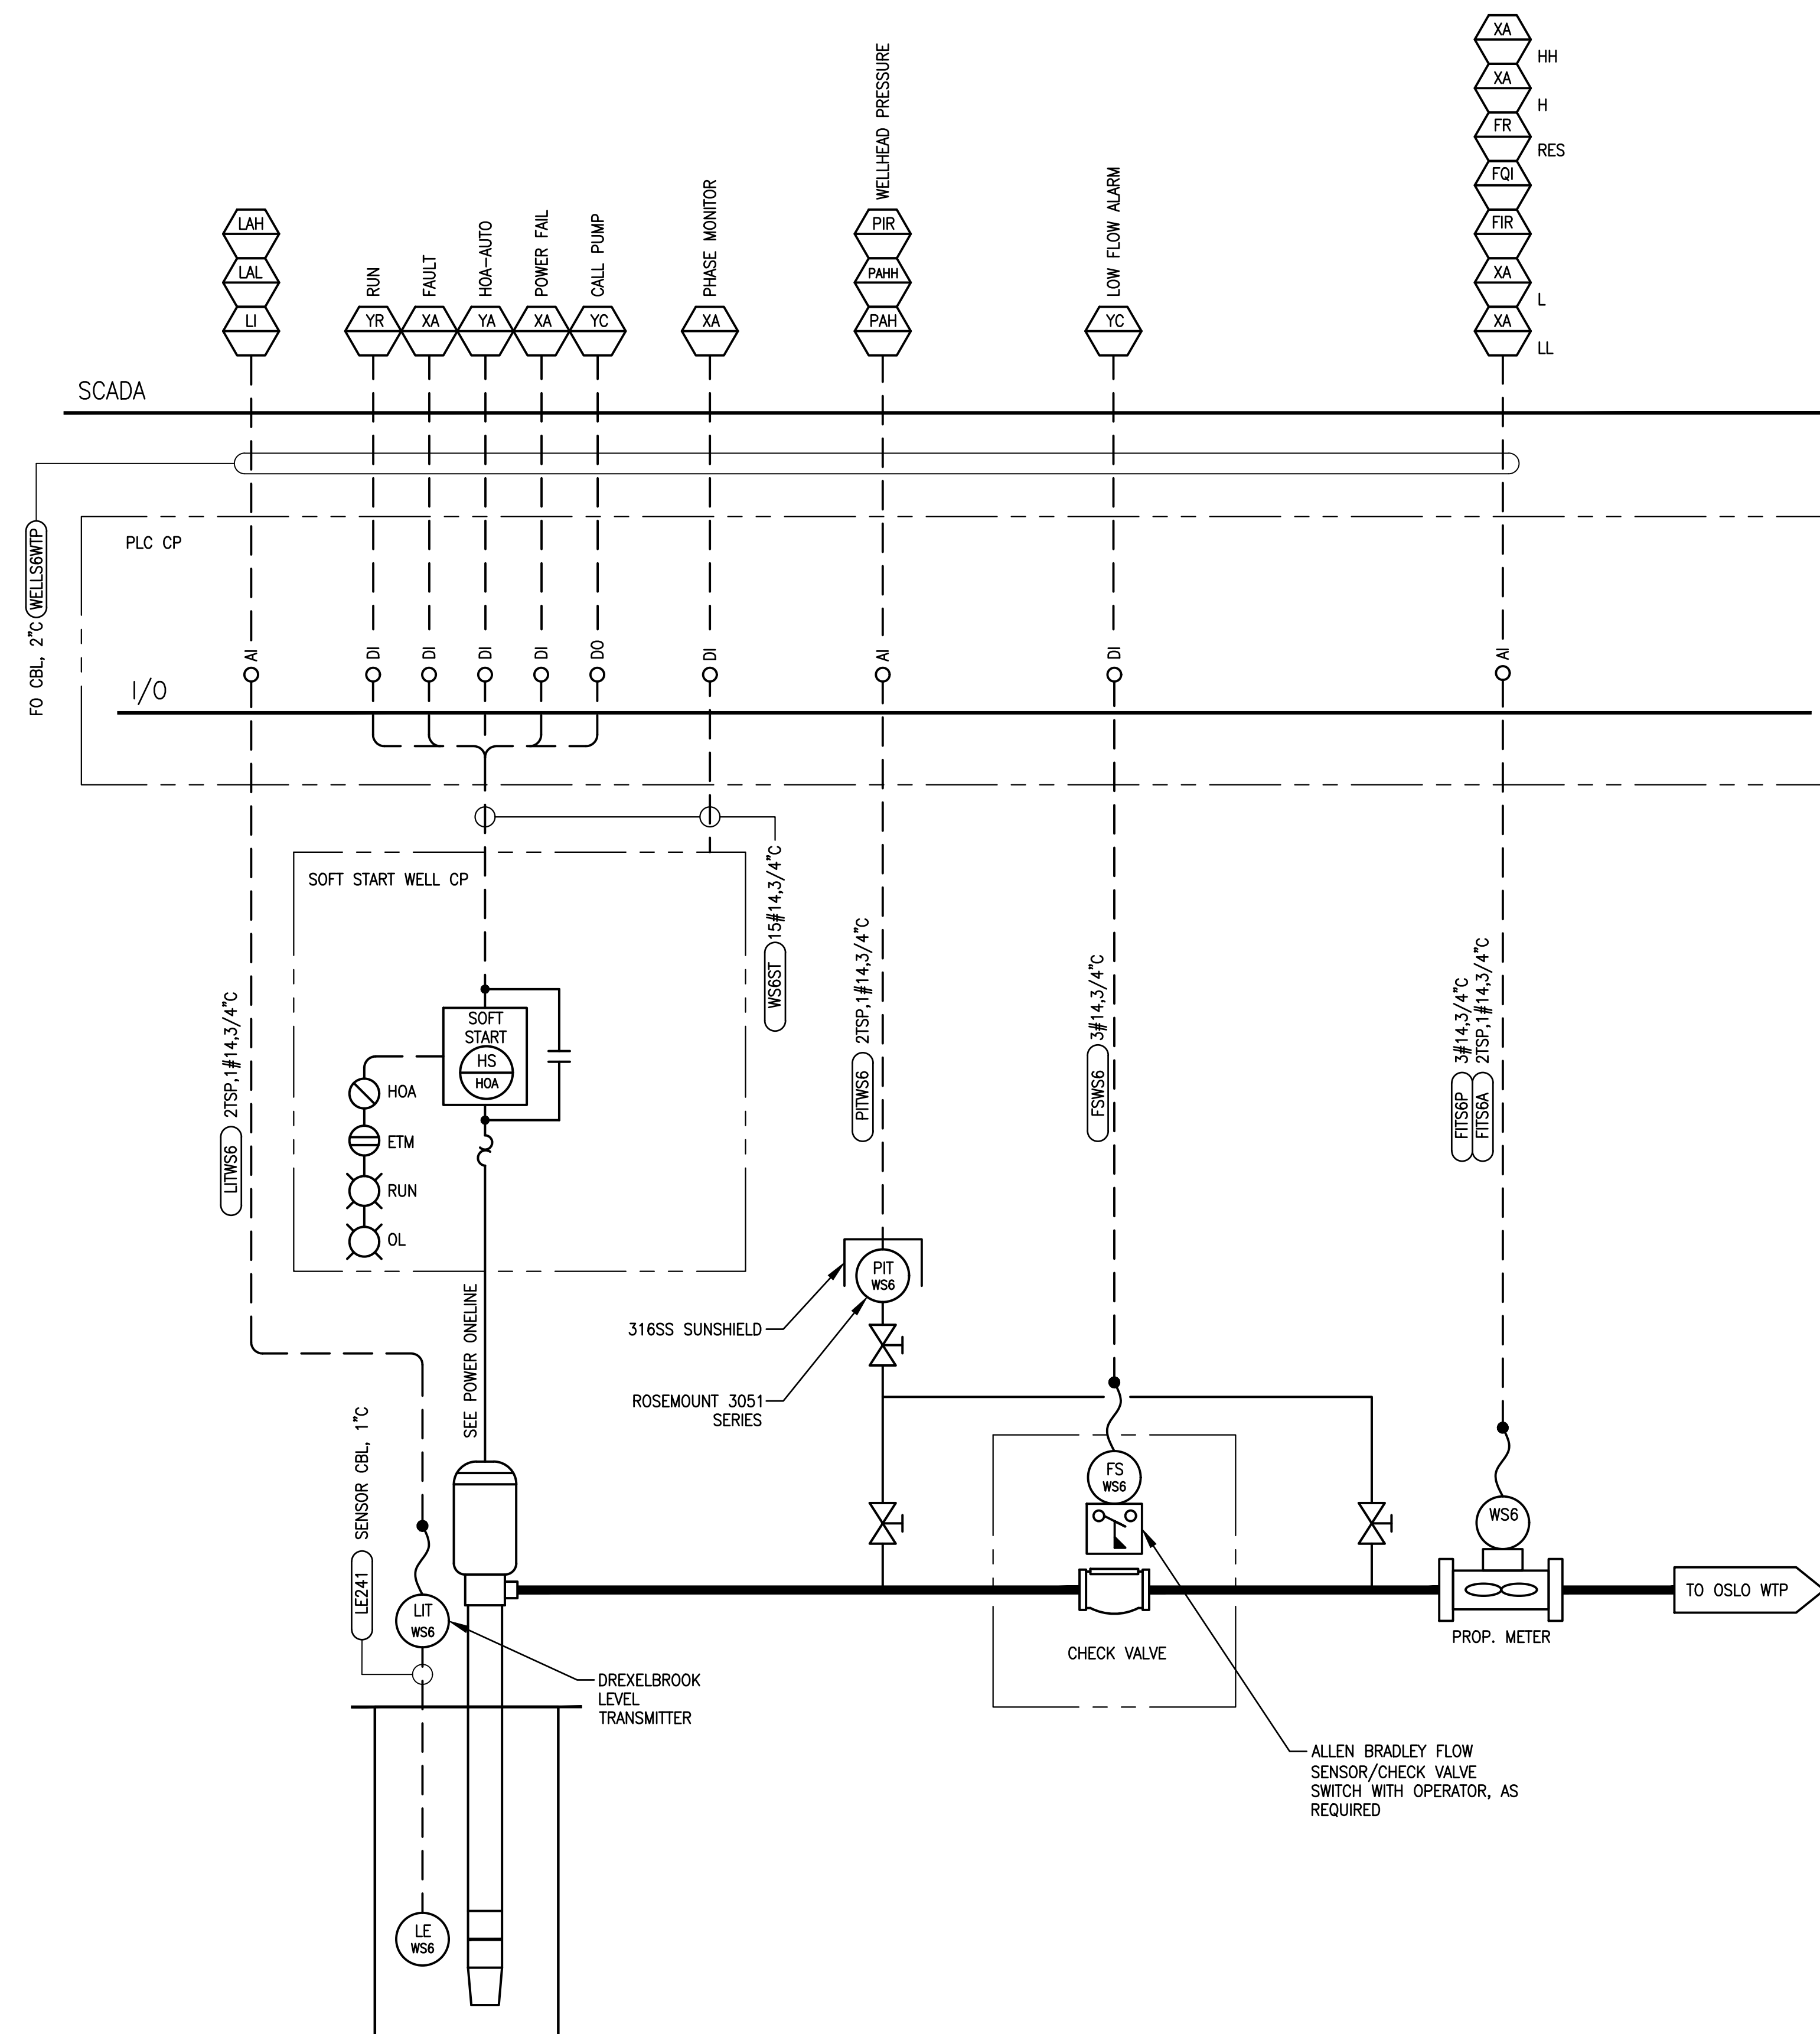 XA
HH
XA
H
FR
RES
FQI
FIR
XA
L
XA
LL
LAH
LAL
LI
RUN
YR
FAULT
XA
HOA-AUTO
YA
POWER FAIL
XA
CALL PUMP
YC
PHASE MONITOR
XA
WELLHEAD PRESSURE
PIR
PAHH
PAH
LOW FLOW ALARM
YC
SCADA
FO CBL, 2"C WELLS6WTP
PLC CP
AI
DI
DI
DI
DI
DO
DI
AI
DI
AI
I/O
SOFT START WELL CP
WS6ST 15#14,3/4"C
LITWS6 2TSP,1#14,3/4"C
SOFT
START
HS
HOA
HOA
ETM
RUN
OL
PITWS6 2TSP,1#14,3/4"C
FSWS6 3#14,3/4"C
FITS6P 3#14,3/4"C
FITS6A 2TSP,1#14,3/4"C
PIT
WS6
316SS SUNSHIELD
ROSEMOUNT 3051
SERIES
SEE POWER ONELINE
LE241 SENSOR CBL, 1"C
FS
WS6
WS6
TO OSLO WTP
PROP. METER
CHECK VALVE
LIT
WS6
DREXELBROOK
LEVEL
TRANSMITTER
ALLEN BRADLEY FLOW
SENSOR/CHECK VALVE
SWITCH WITH OPERATOR, AS
REQUIRED
LE
WS6